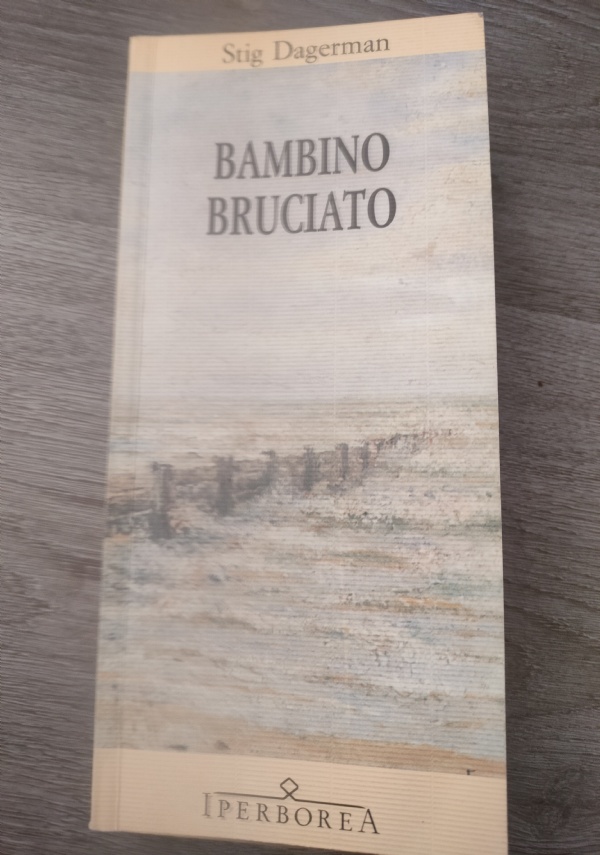 Stig Dagerman
BAMBINO
BRUCIATO
IPERBOREA